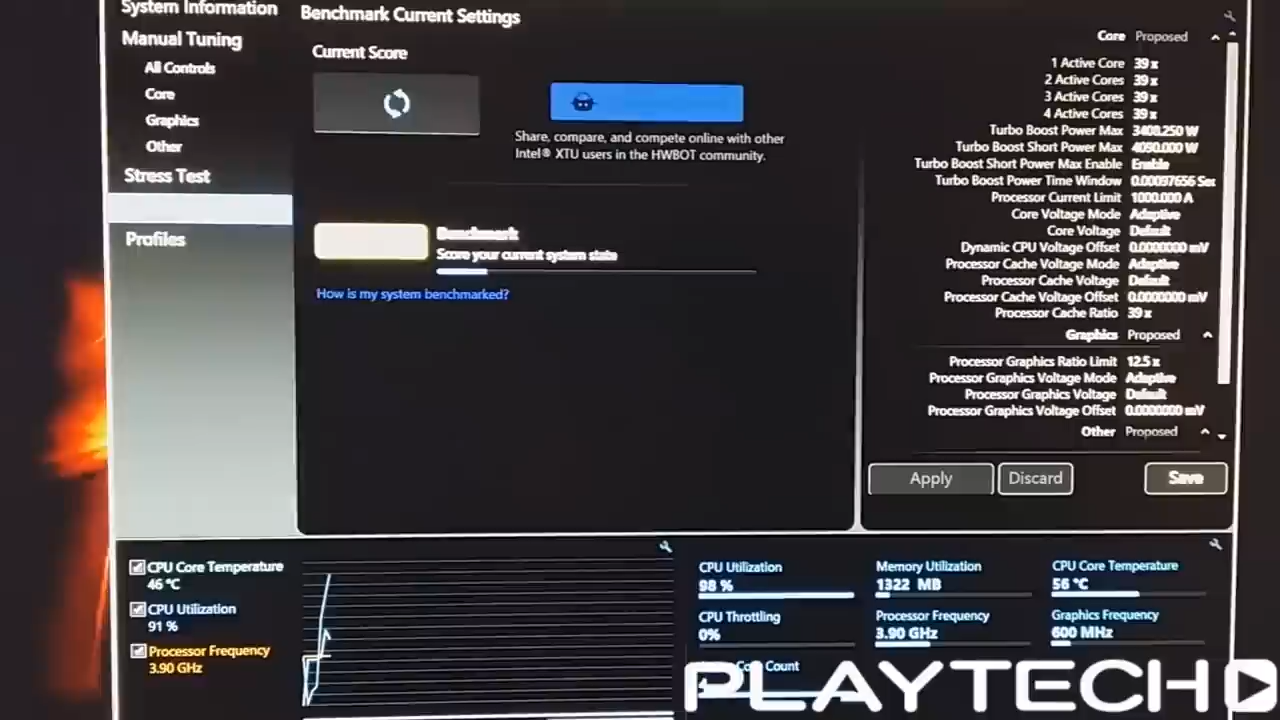 System Information
Manual Tuning
All Controls
Core
Graphics
Other
Stress Test
Profiles
Benchmark Current Settings
Current Score
Share, compare, and compete online with other
Intel® XTU users in the HWBOT community.
Benchmark
Score your current system state
How is my system benchmarked?
Core Proposed
1 Active Core 39 x
2 Active Cores 39 x
3 Active Cores 39 x
4 Active Cores 39 x
Turbo Boost Power Max 3408.250 W
Turbo Boost Short Power Max 4090.000 W
Turbo Boost Short Power Max Enable Enable
Turbo Boost Power Time Window 0.00097656 Sec
Processor Current Limit 1000.000 A
Core Voltage Mode Adaptive
Core Voltage Default
Dynamic CPU Voltage Offset 0.0000000 mV
Processor Cache Voltage Mode Adaptive
Processor Cache Voltage Default
Processor Cache Voltage Offset 0.0000000 mV
Processor Cache Ratio 39 x
Graphics Proposed
Processor Graphics Ratio Limit 12.5 x
Processor Graphics Voltage Mode Adaptive
Processor Graphics Voltage Default
Processor Graphics Voltage Offset 0.0000000 mV
Other Proposed
Apply Discard Save
CPU Core Temperature
46 °C
CPU Utilization
91 %
Processor Frequency
3.90 GHz
CPU Utilization
98 %
Memory Utilization
1322 MB
CPU Core Temperature
56 °C
CPU Throttling
0%
Processor Frequency
3.90 GHz
Graphics Frequency
600 MHz
Core Count
PLAYTECH